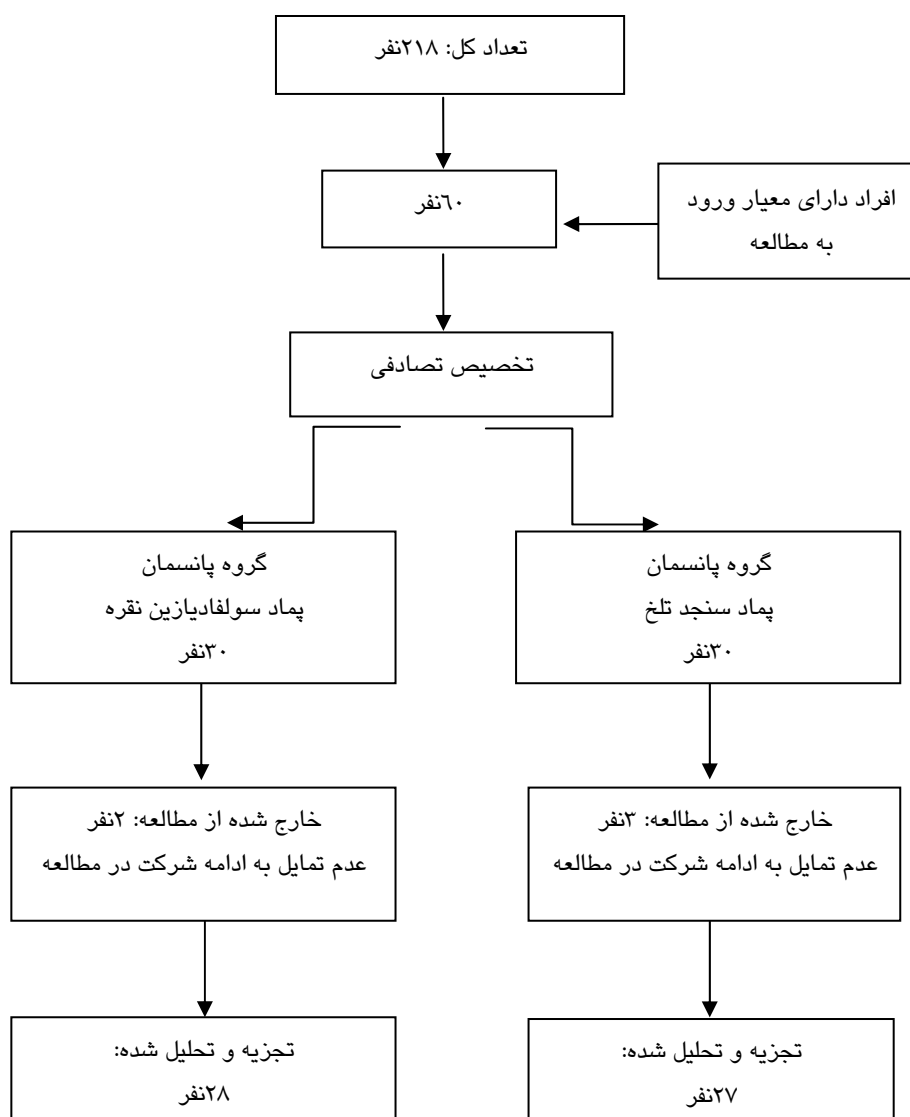 تعداد کل: ۲۱۸نفر
۶۰نفر
افراد دارای معیار ورود
به مطالعه
تخصیص تصادفی
گروه پانسمان
پماد سنجد تلخ
۳۰نفر
گروه پانسمان
پماد سولفادیازین نقره
۳۰نفر
خارج شده از مطالعه: ۳نفر
عدم تمایل به ادامه شرکت در مطالعه
خارج شده از مطالعه: ۲نفر
عدم تمایل به ادامه شرکت در مطالعه
تجزیه و تحلیل شده:
۲۷نفر
تجزیه و تحلیل شده:
۲۸نفر